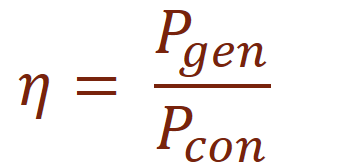 η = P_gen / P_con